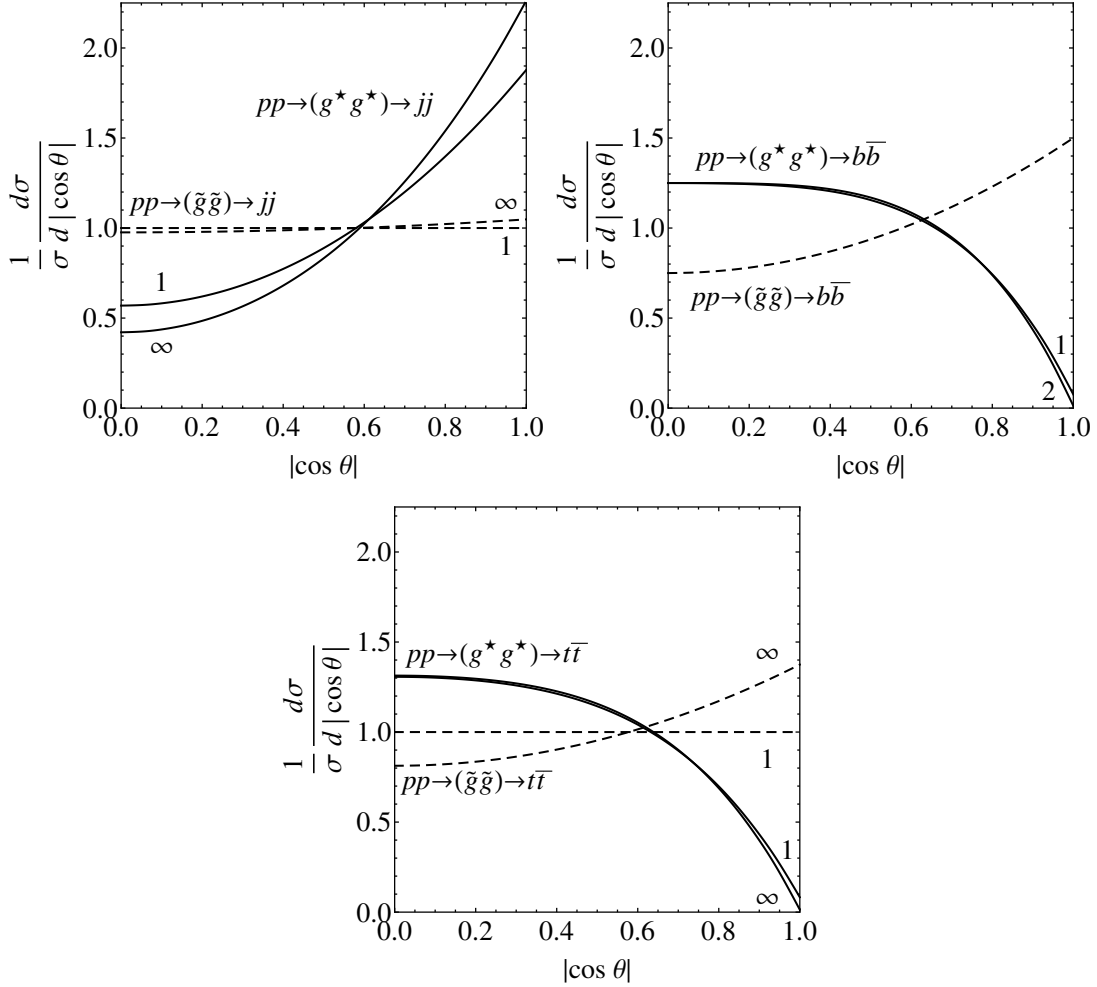 2.0
1.5
1.0
0.5
0.0
1/σ dσ/d|cos θ|
pp→(g⋆ g⋆)→jj
pp→(g̃g̃)→jj
∞
1
1
∞
0.0 0.2 0.4 0.6 0.8 1.0
|cos θ|
2.0
1.5
1.0
0.5
0.0
1/σ dσ/d|cos θ|
pp→(g⋆ g⋆)→bb̅
pp→(g̃g̃)→bb̅
1
2
0.0 0.2 0.4 0.6 0.8 1.0
|cos θ|
2.0
1.5
1.0
0.5
0.0
1/σ dσ/d|cos θ|
pp→(g⋆ g⋆)→tt̅
∞
1
pp→(g̃g̃)→tt̅
1
∞
0.0 0.2 0.4 0.6 0.8 1.0
|cos θ|